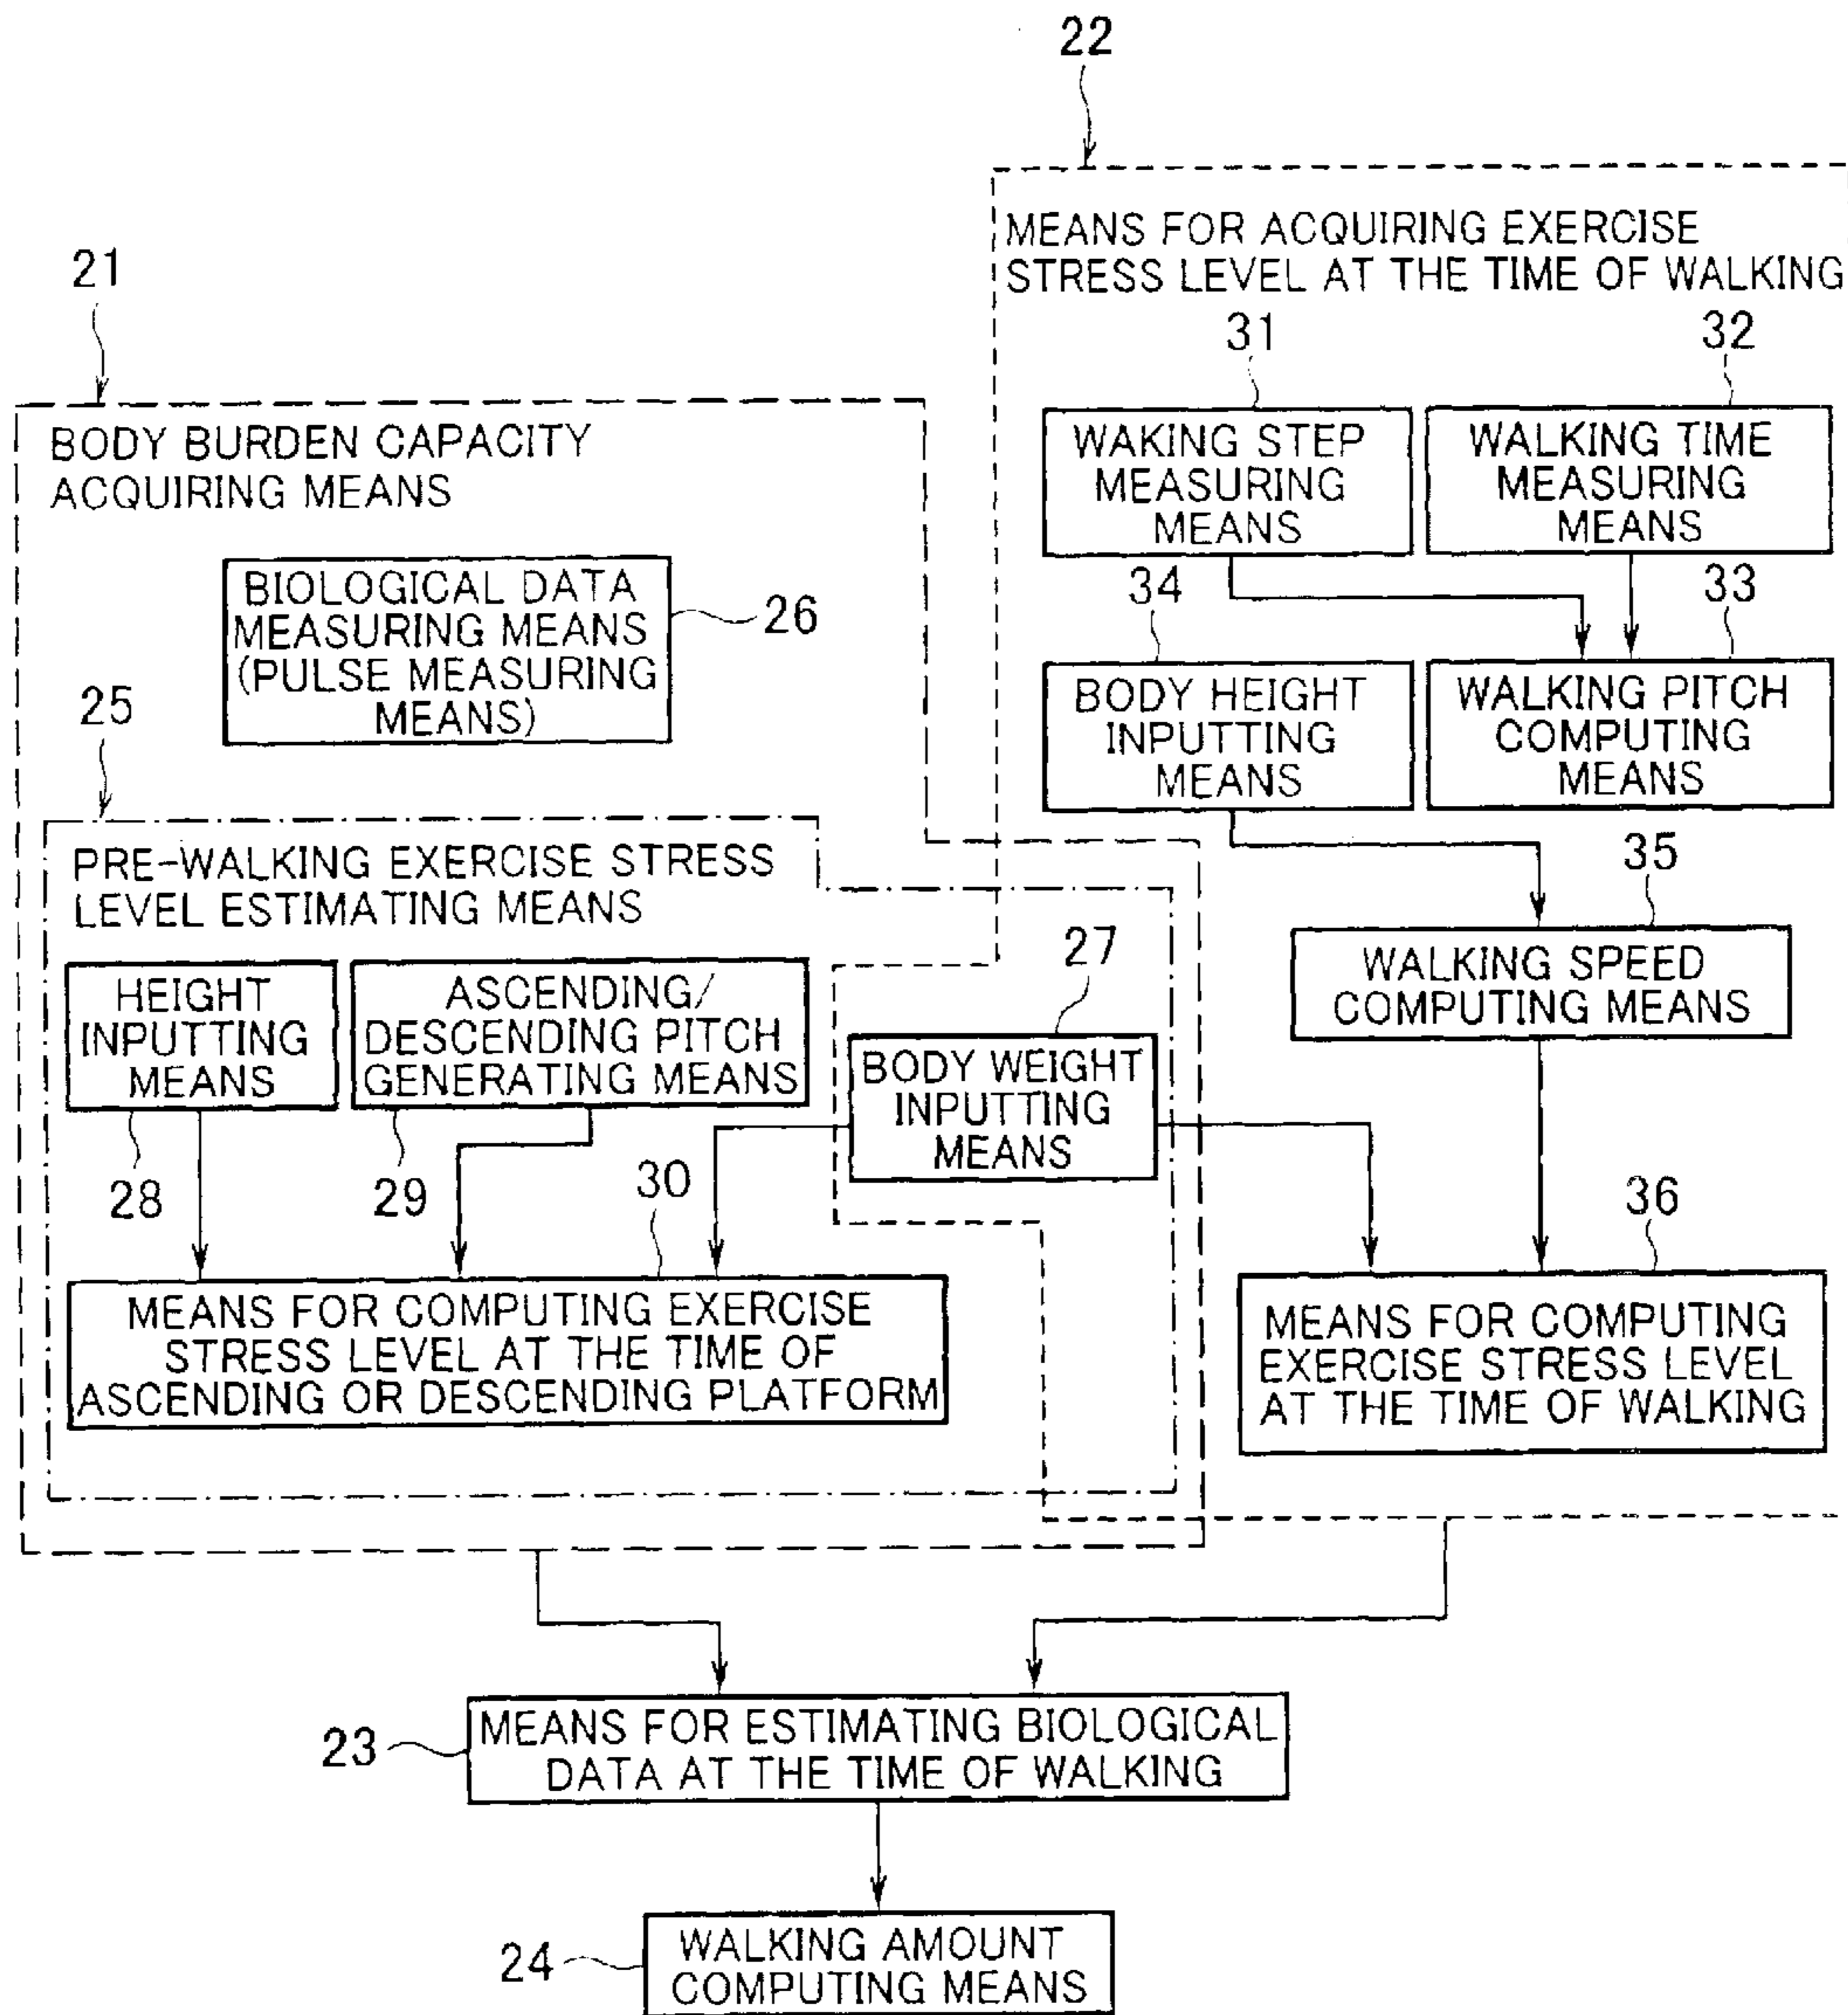 22
MEANS FOR ACQUIRING EXERCISE
STRESS LEVEL AT THE TIME OF WALKING
21
31
32
BODY BURDEN CAPACITY
ACQUIRING MEANS
WAKING STEP
MEASURING
MEANS
WALKING TIME
MEASURING
MEANS
BIOLOGICAL DATA
MEASURING MEANS
(PULSE MEASURING
MEANS)
26
34
33
BODY HEIGHT
INPUTTING
MEANS
WALKING PITCH
COMPUTING
MEANS
25
PRE-WALKING EXERCISE STRESS
LEVEL ESTIMATING MEANS
35
WALKING SPEED
COMPUTING MEANS
27
HEIGHT
INPUTTING
MEANS
ASCENDING/
DESCENDING PITCH
GENERATING MEANS
BODY WEIGHT
INPUTTING
MEANS
28
29
30
36
MEANS FOR COMPUTING EXERCISE
STRESS LEVEL AT THE TIME OF
ASCENDING OR DESCENDING PLATFORM
MEANS FOR COMPUTING
EXERCISE STRESS LEVEL
AT THE TIME OF WALKING
23
MEANS FOR ESTIMATING BIOLOGICAL
DATA AT THE TIME OF WALKING
24
WALKING AMOUNT
COMPUTING MEANS